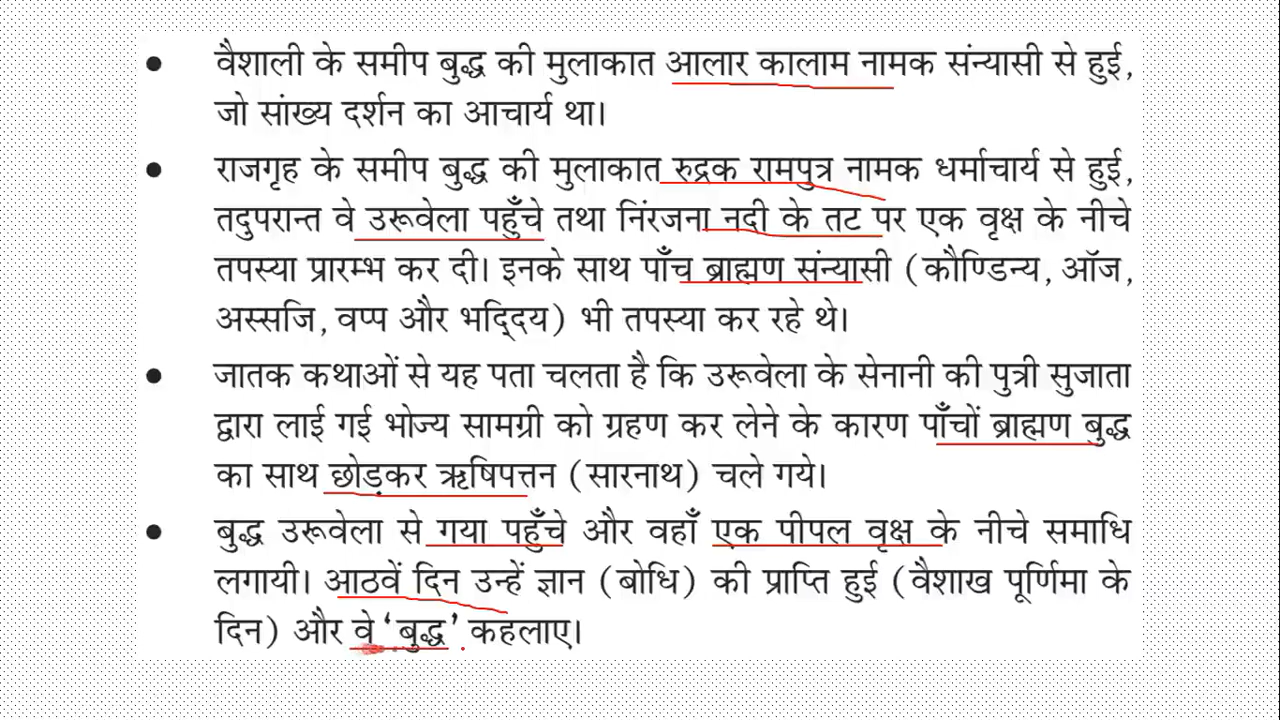 • वैशाली के समीप बुद्ध की मुलाकात आलार कालाम नामक संन्यासी से हुई,
जो सांख्य दर्शन का आचार्य था।
• राजगृह के समीप बुद्ध की मुलाकात रुद्रक रामपुत्र नामक धर्माचार्य से हुई,
तदुपरान्त वे उरूवेला पहुँचे तथा निंरजना नदी के तट पर एक वृक्ष के नीचे
तपस्या प्रारम्भ कर दी। इनके साथ पाँच ब्राह्मण संन्यासी (कौण्डिन्य, ऑज,
अस्सजि, वप्प और भद्दिय) भी तपस्या कर रहे थे।
• जातक कथाओं से यह पता चलता है कि उरूवेला के सेनानी की पुत्री सुजाता
द्वारा लाई गई भोज्य सामग्री को ग्रहण कर लेने के कारण पाँचों ब्राह्मण बुद्ध
का साथ छोड़कर ऋषिपत्तन (सारनाथ) चले गये।
• बुद्ध उरूवेला से गया पहुँचे और वहाँ एक पीपल वृक्ष के नीचे समाधि
लगायी। आठवें दिन उन्हें ज्ञान (बोधि) की प्राप्ति हुई (वैशाख पूर्णिमा के
दिन) और वे ‘बुद्ध’ कहलाए।